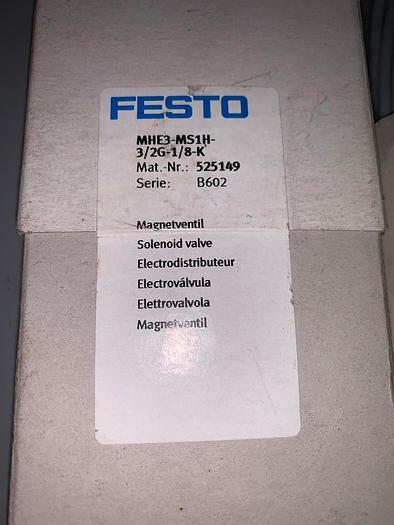 FESTO
MHE3-MS1H-
3/2G-1/8-K
Mat.-Nr.: 525149
Serie: B602
Magnetventil
Solenoid valve
Electrodistributeur
Electroválvula
Elettrovalvola
Magnetventil